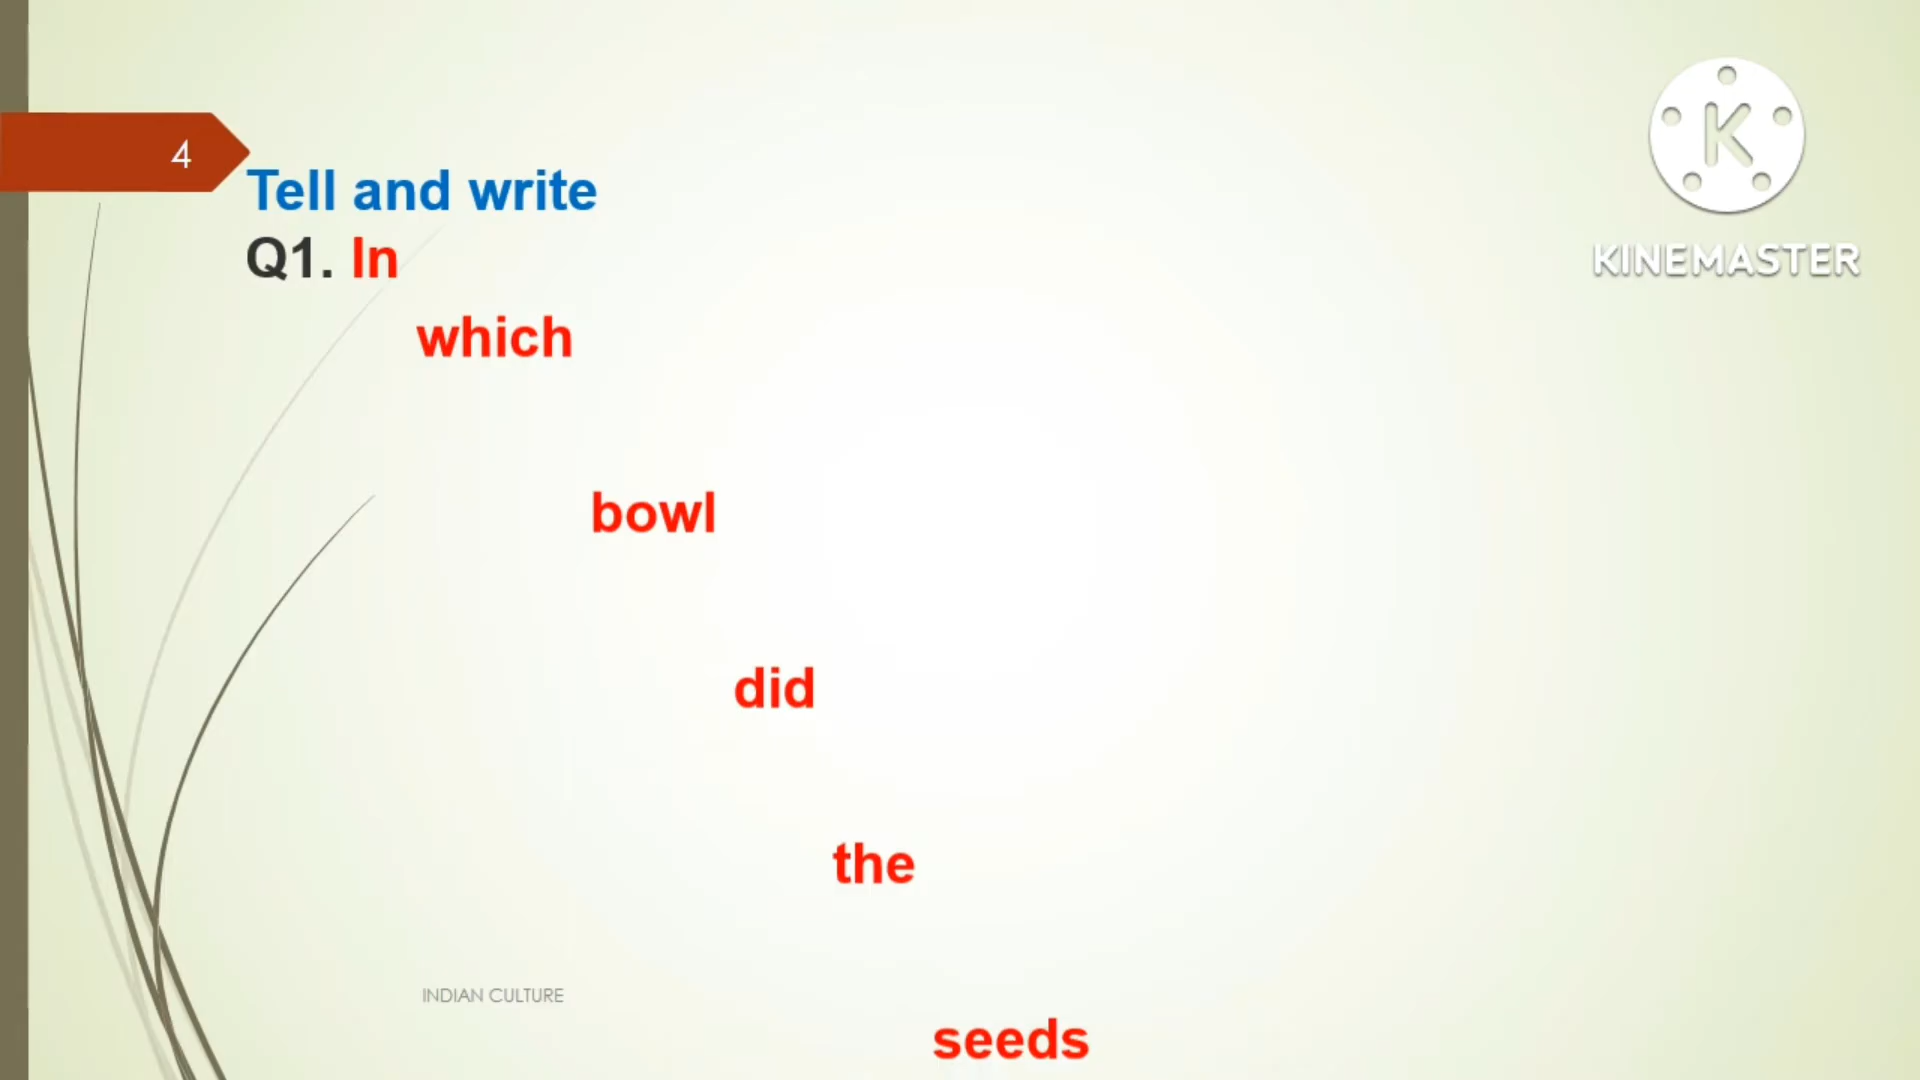 4
Tell and write
Q1. In
which
bowl
did
the
seeds
INDIAN CULTURE
K
KINEMASTER